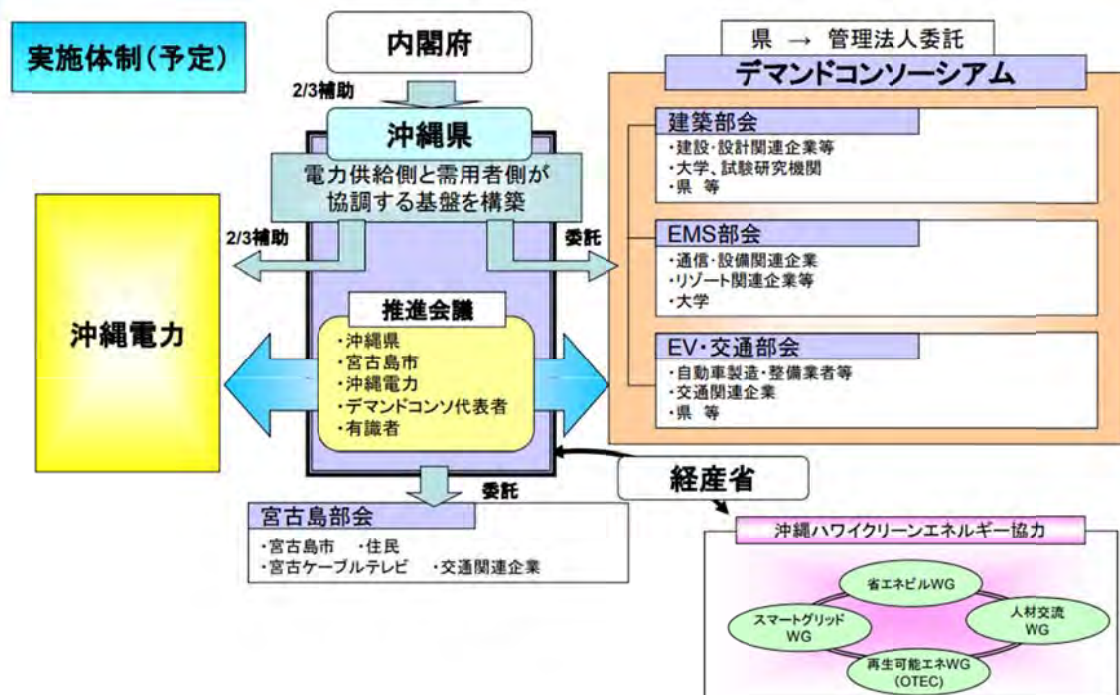 実施体制(予定)
内閣府
2/3補助
沖縄県
電力供給側と需用者側が
協調する基盤を構築
2/3補助
委託
沖縄電力
推進会議
・沖縄県
・宮古島市
・沖縄電力
・デマンドコンソ代表者
・有識者
委託
宮古島部会
・宮古島市 ・住民
・宮古ケーブルテレビ ・交通関連企業
県 → 管理法人委託
デマンドコンソーシアム
建築部会
・建設・設計関連企業等
・大学、試験研究機関
・県 等
EMS部会
・通信・設備関連企業
・リゾート関連企業等
・大学
EV・交通部会
・自動車製造・整備業者等
・交通関連企業
・県 等
経産省
沖縄ハワイクリーンエネルギー協力
省エネビルWG
スマートグリッド
WG
人材交流
WG
再生可能エネWG
(OTEC)